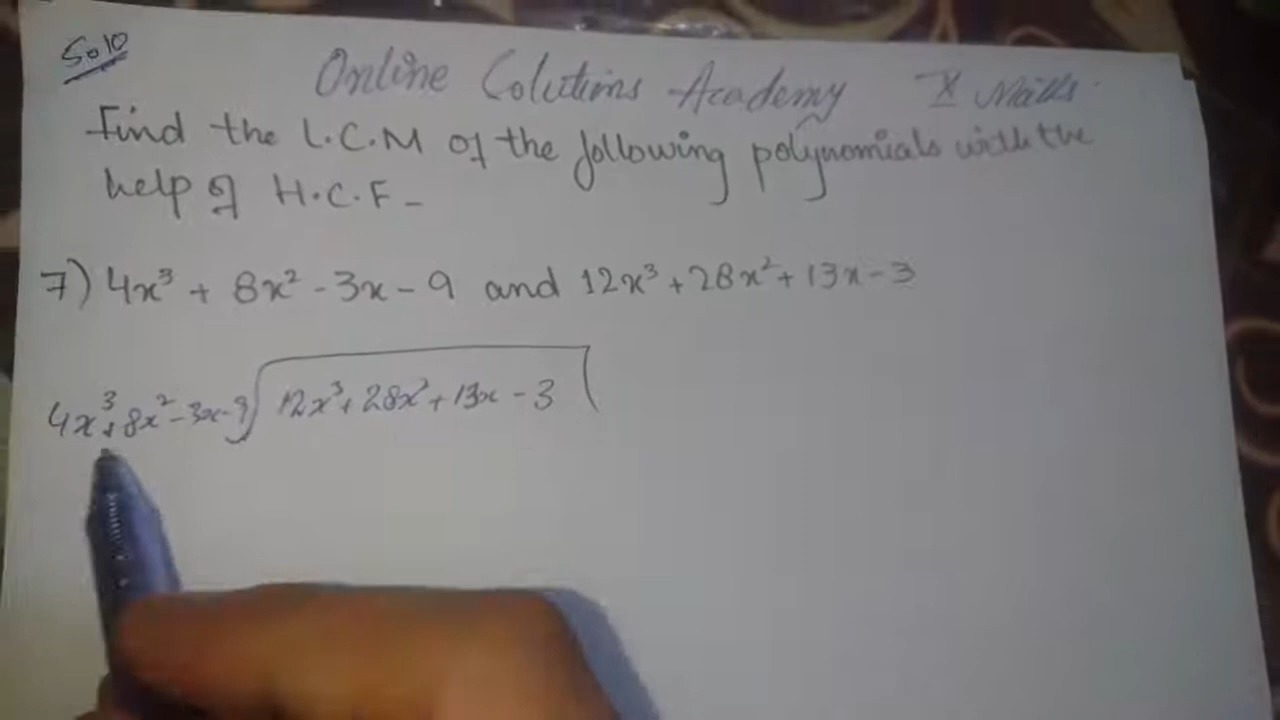 5010
Online Solutions Academy X Maths
Find the L.C.M of the following polynomials with the
help of H.C.F -
7) 4x³ + 8x² - 3x - 9 and 12x³ + 28x² + 13x - 3
4x³ + 8x² - 3x - 9 12x³ + 28x² + 13x - 3